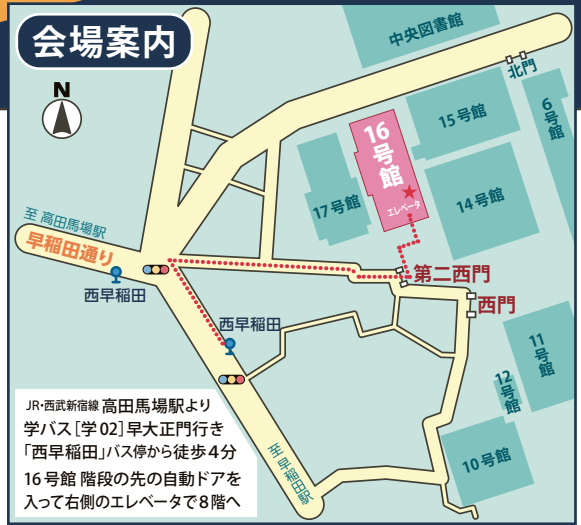 会場案内
N
中央図書館
北門
6号館
15号館
16号館
エレベータ
17号館
14号館
至 高田馬場駅
早稲田通り
西早稲田
第二西門
西門
西早稲田
11号館
12号館
10号館
至 早稲田駅
JR・西武新宿線 高田馬場駅より
学バス［学02］早大正門行き
「西早稲田」バス停から徒歩4分
16号館 階段の先の自動ドアを
入って右側のエレベータで8階へ